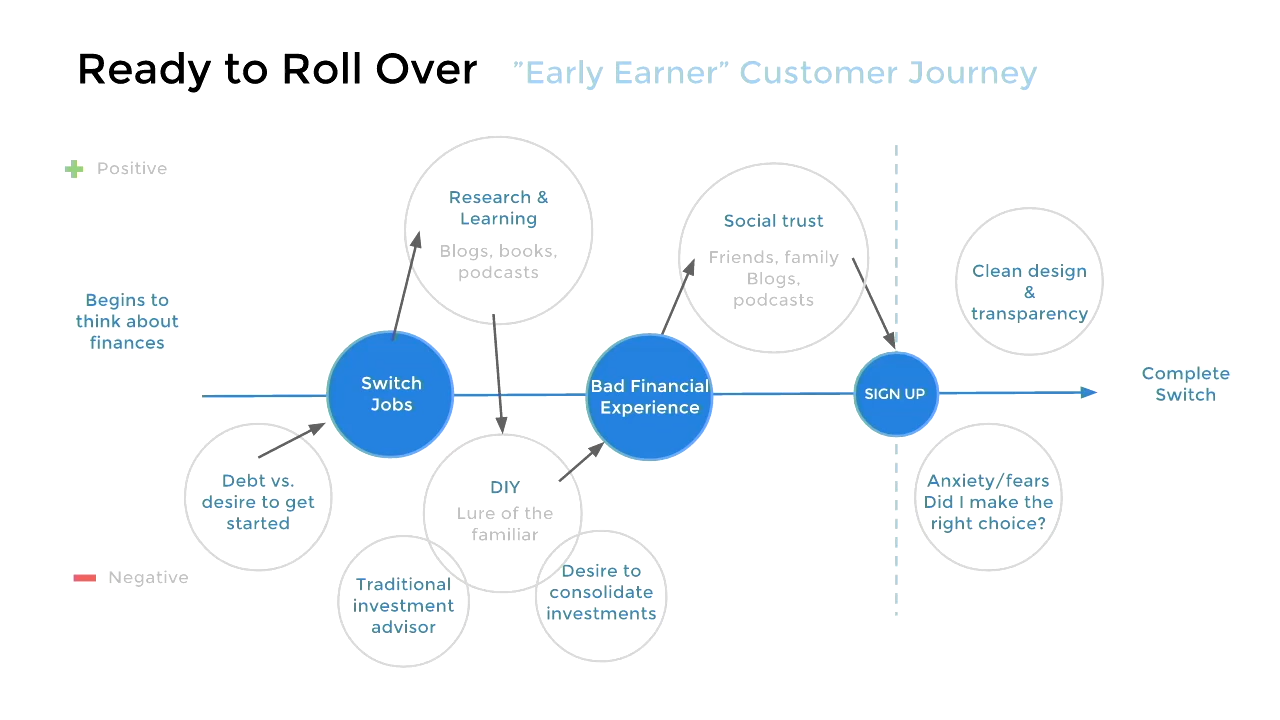 Ready to Roll Over
”Early Earner” Customer Journey
Positive
Begins to
think about
finances
Research &
Learning
Blogs, books,
podcasts
Social trust
Friends, family
Blogs,
podcasts
Clean design
&
transparency
Switch
Jobs
Bad Financial
Experience
SIGN UP
Complete
Switch
Debt vs.
desire to get
started
DIY
Lure of the
familiar
Anxiety/fears
Did I make the
right choice?
Negative
Traditional
investment
advisor
Desire to
consolidate
investments